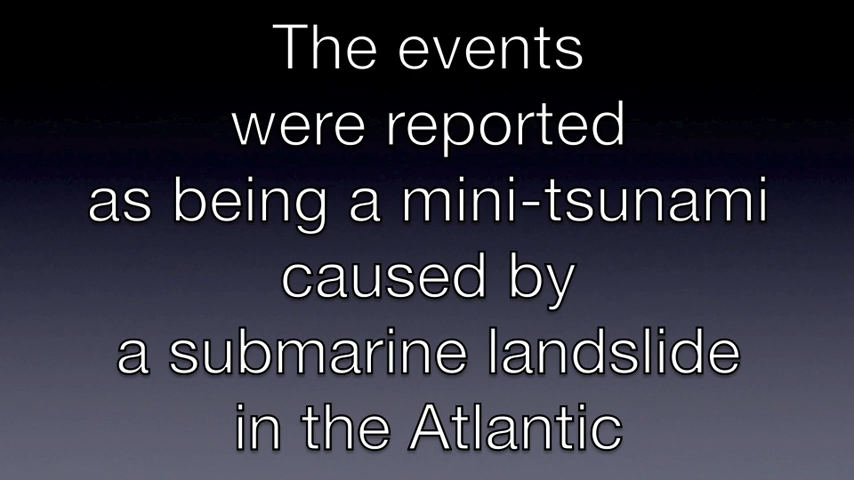 The events
were reported
as being a mini-tsunami
caused by
a submarine landslide
in the Atlantic